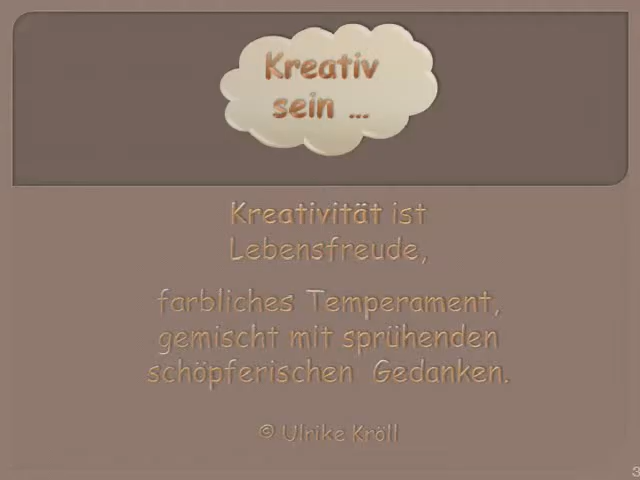 Kreativ
sein ...
Kreativität ist
Lebensfreude,
farbliches Temperament,
gemischt mit sprühenden
schöpferischen Gedanken.
© Ulrike Kröll
3